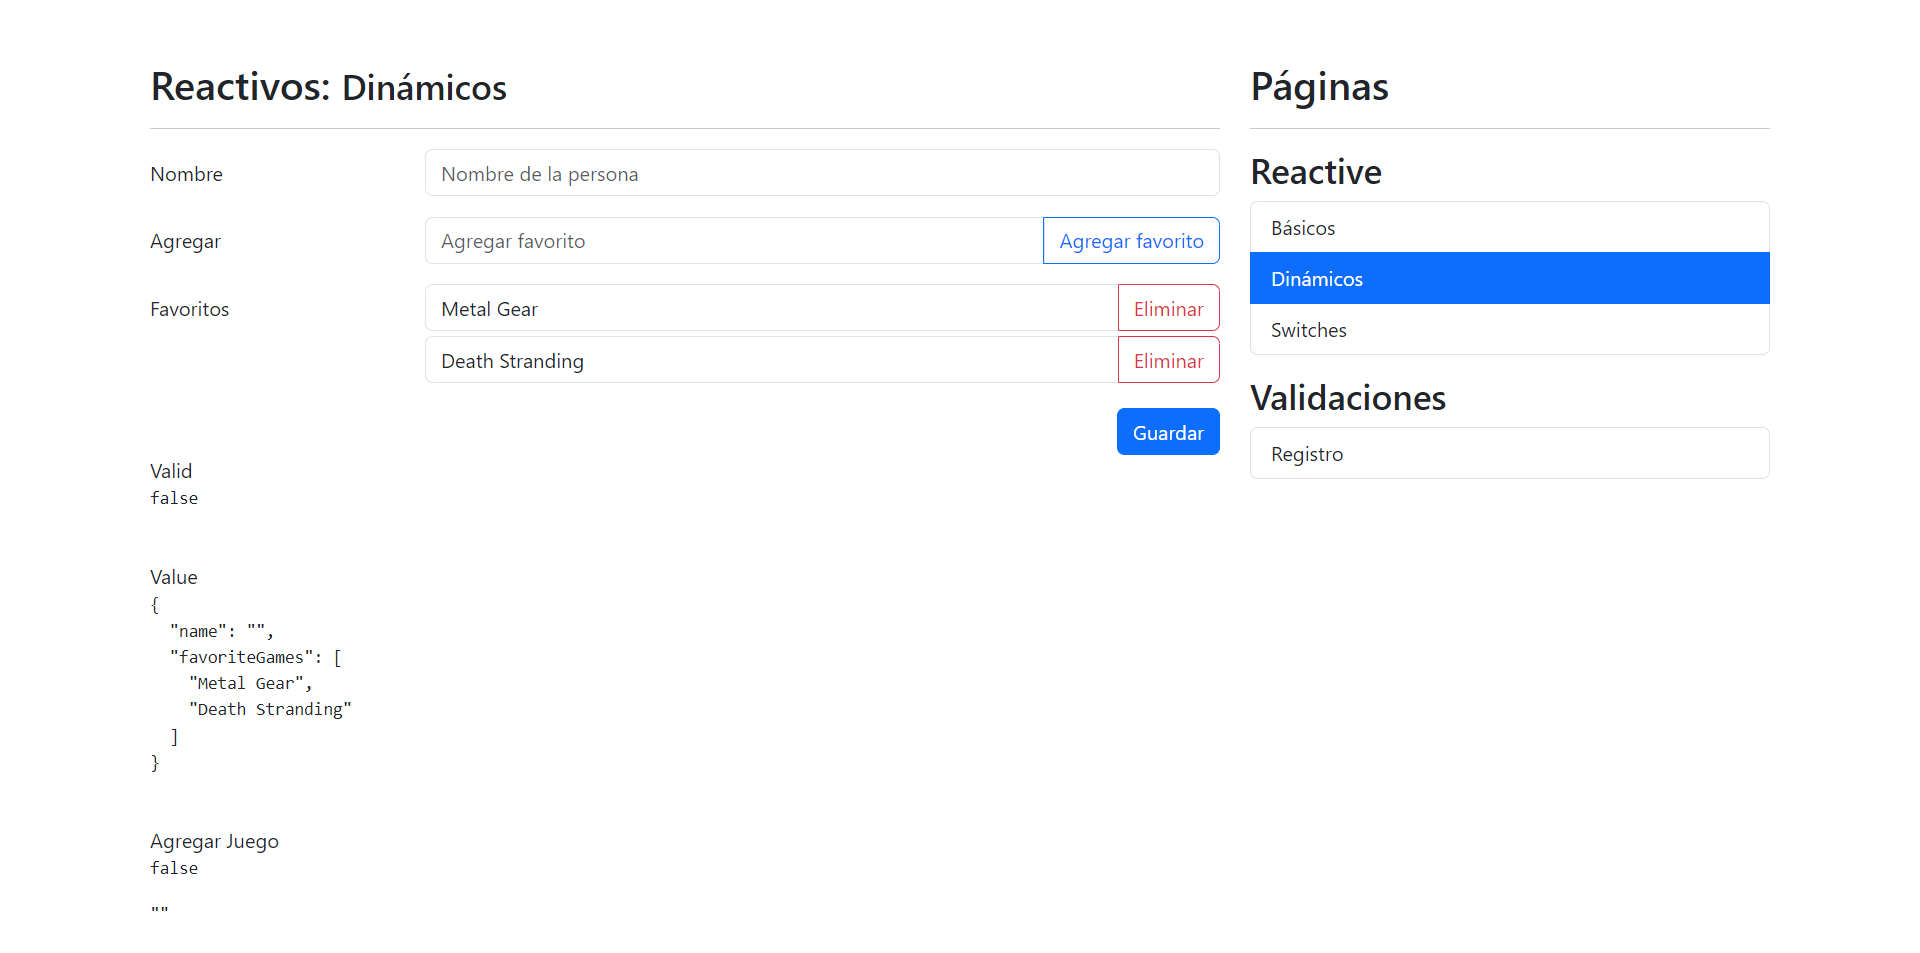 Reactivos: Dinámicos
Nombre
Nombre de la persona
Agregar
Agregar favorito
Agregar favorito
Favoritos
Metal Gear
Eliminar
Death Stranding
Eliminar
Guardar
Valid
false
Value
{
  "name": "",
  "favoriteGames": [
    "Metal Gear",
    "Death Stranding"
  ]
}
Agregar Juego
false
""
Páginas
Reactive
Básicos
Dinámicos
Switches
Validaciones
Registro